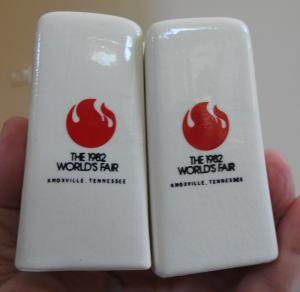 THE 1982
WORLD'S FAIR
KNOXVILLE, TENNESSEE
THE 1982
WORLD'S FAIR
KNOXVILLE, TENNESSEE